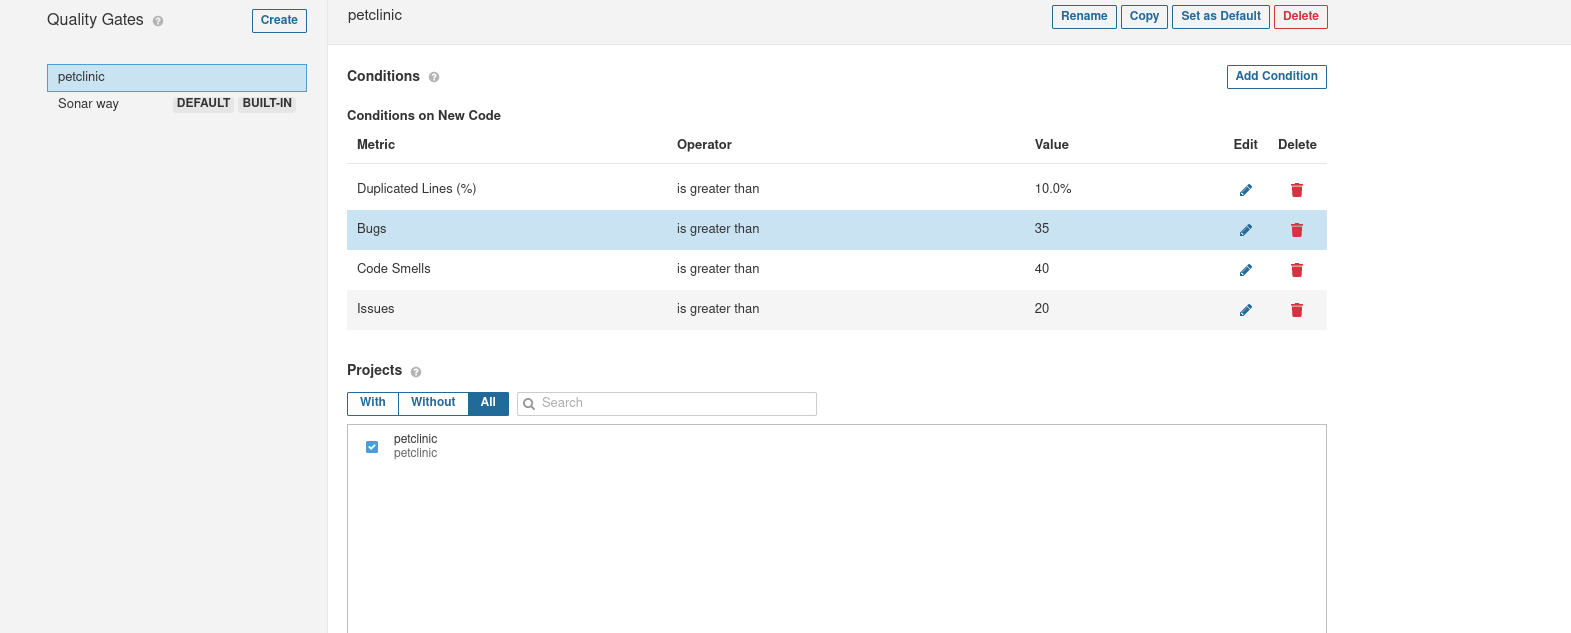 Quality Gates ?
Create
petclinic
Sonar way DEFAULT BUILT-IN
petclinic
Rename Copy Set as Default Delete
Conditions ?
Add Condition
Conditions on New Code
Metric Operator Value Edit Delete
Duplicated Lines (%) is greater than 10.0%
Bugs is greater than 35
Code Smells is greater than 40
Issues is greater than 20
Projects ?
With Without All Search
petclinic
petclinic